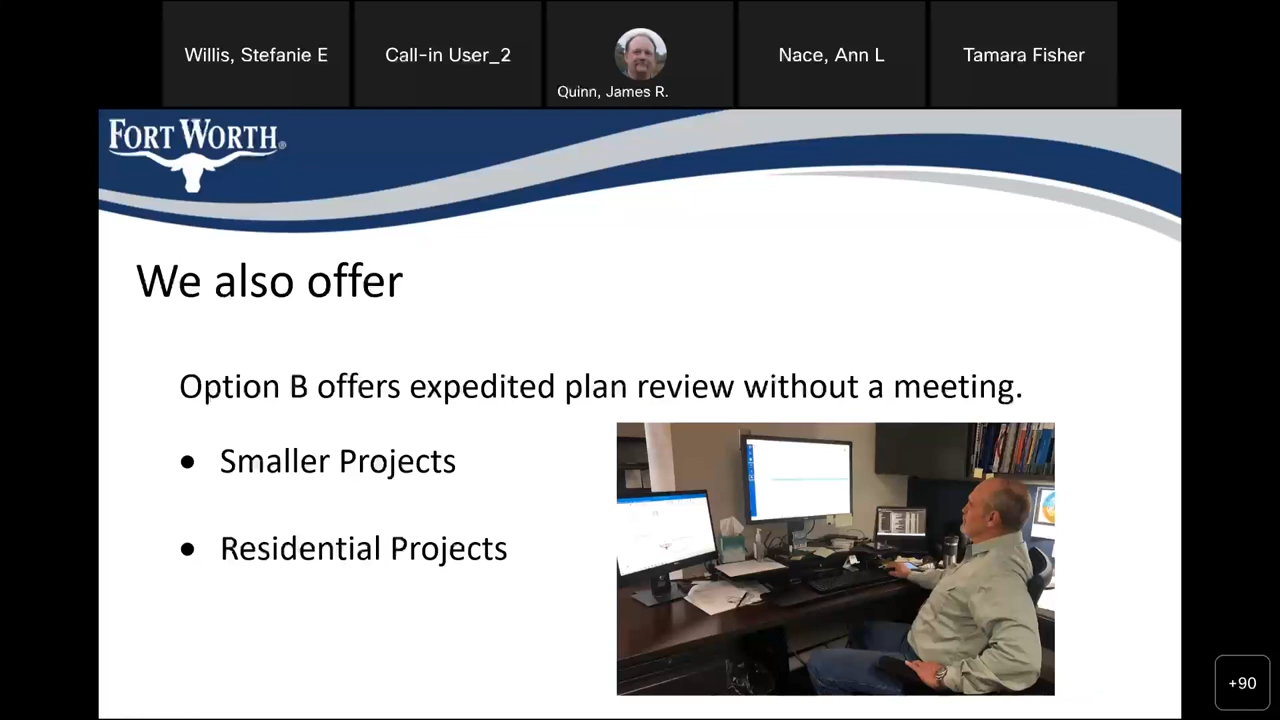 Willis, Stefanie E
Call-in User_2
Quinn, James R.
Nace, Ann L
Tamara Fisher
FORT WORTH®
We also offer
Option B offers expedited plan review without a meeting.
• Smaller Projects
• Residential Projects
+90